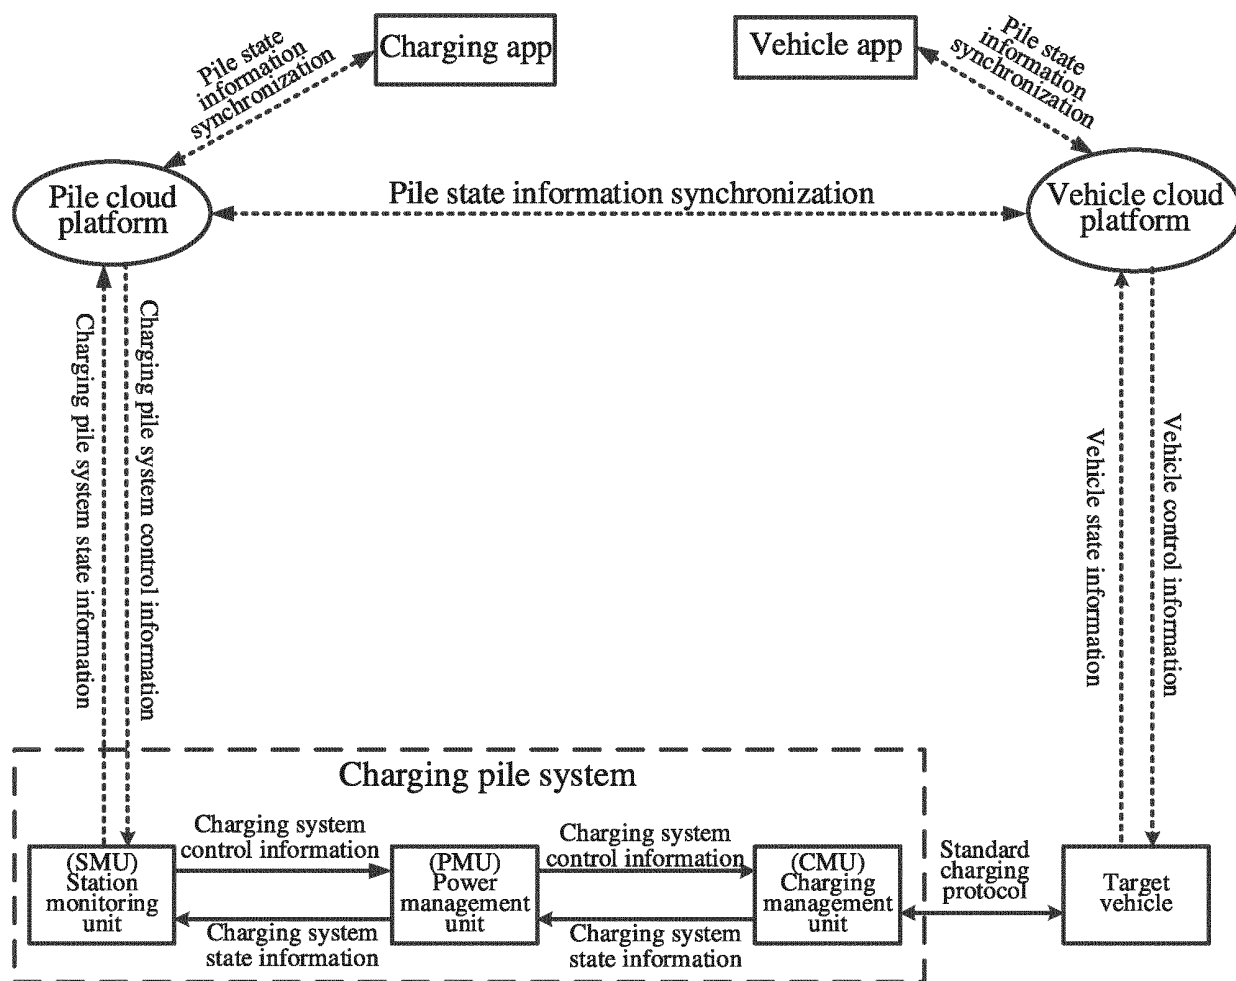 Pile state
information
synchronization
Charging app
Vehicle app
Pile state
information
synchronization
Pile cloud
platform
Pile state information synchronization
Vehicle cloud
platform
Charging pile system state information
Charging pile system control information
Vehicle state information
Vehicle control information
Charging pile system
(SMU)
Station
monitoring
unit
Charging system
control information
Charging system
state information
(PMU)
Power
management
unit
Charging system
control information
Charging system
state information
(CMU)
Charging
management
unit
Standard
charging
protocol
Target
vehicle